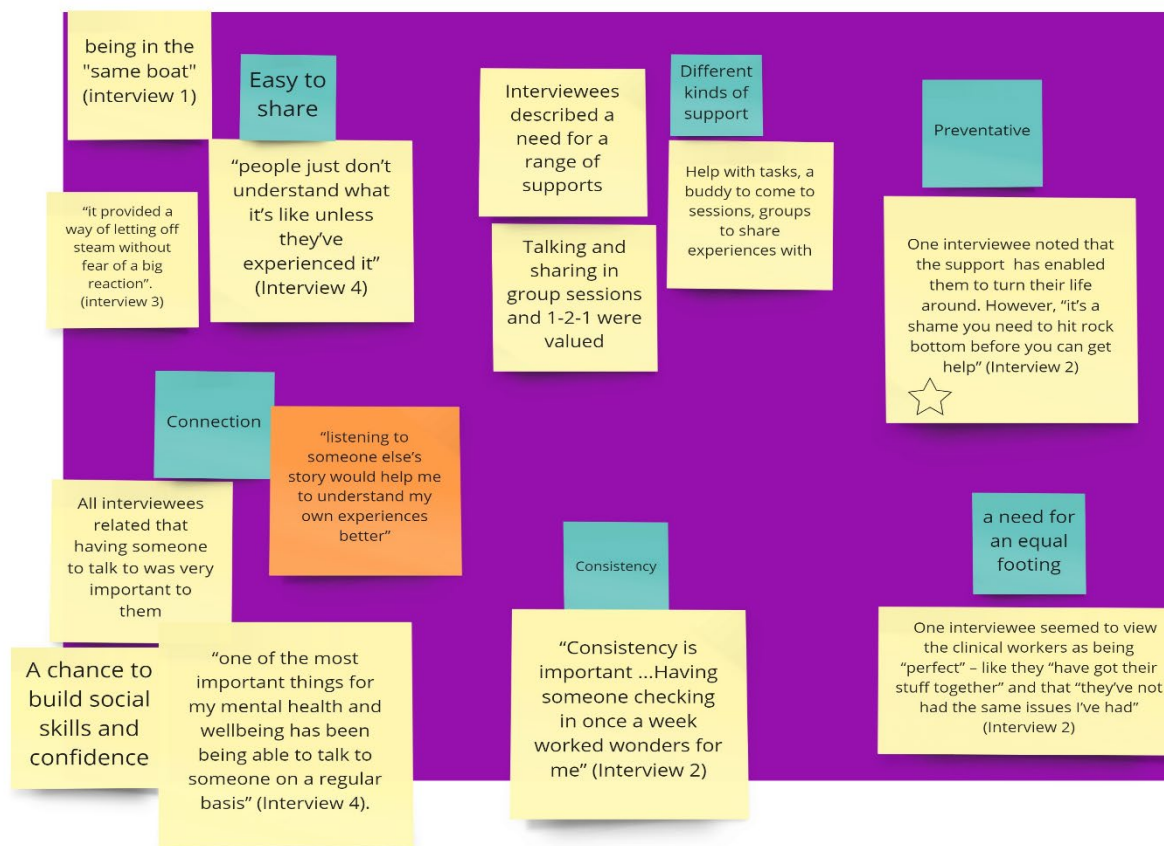 being in the
"same boat"
(interview 1)
Easy to
share
“people just don’t
understand what
it’s like unless
they’ve
experienced it”
(Interview 4)
“it provided a
way of letting off
steam without
fear of a big
reaction”.
(interview 3)
Interviewees
described a
need for a
range of
supports
Talking and
sharing in
group sessions
and 1-2-1 were
valued
Different
kinds of
support
Help with tasks, a
buddy to come to
sessions, groups
to share
experiences with
Preventative
One interviewee noted that
the support has enabled
them to turn their life
around. However, “it’s a
shame you need to hit rock
bottom before you can get
help” (Interview 2)
Connection
“listening to
someone else’s
story would help me
to understand my
own experiences
better”
All interviewees
related that
having someone
to talk to was very
important to
them
A chance to
build social
skills and
confidence
“one of the most
important things for
my mental health and
wellbeing has been
being able to talk to
someone on a regular
basis” (Interview 4).
Consistency
“Consistency is
important ...Having
someone checking
in once a week
worked wonders for
me” (Interview 2)
a need for
an equal
footing
One interviewee seemed to view
the clinical workers as being
“perfect” – like they “have got their
stuff together” and that “they’ve not
had the same issues I’ve had”
(Interview 2)